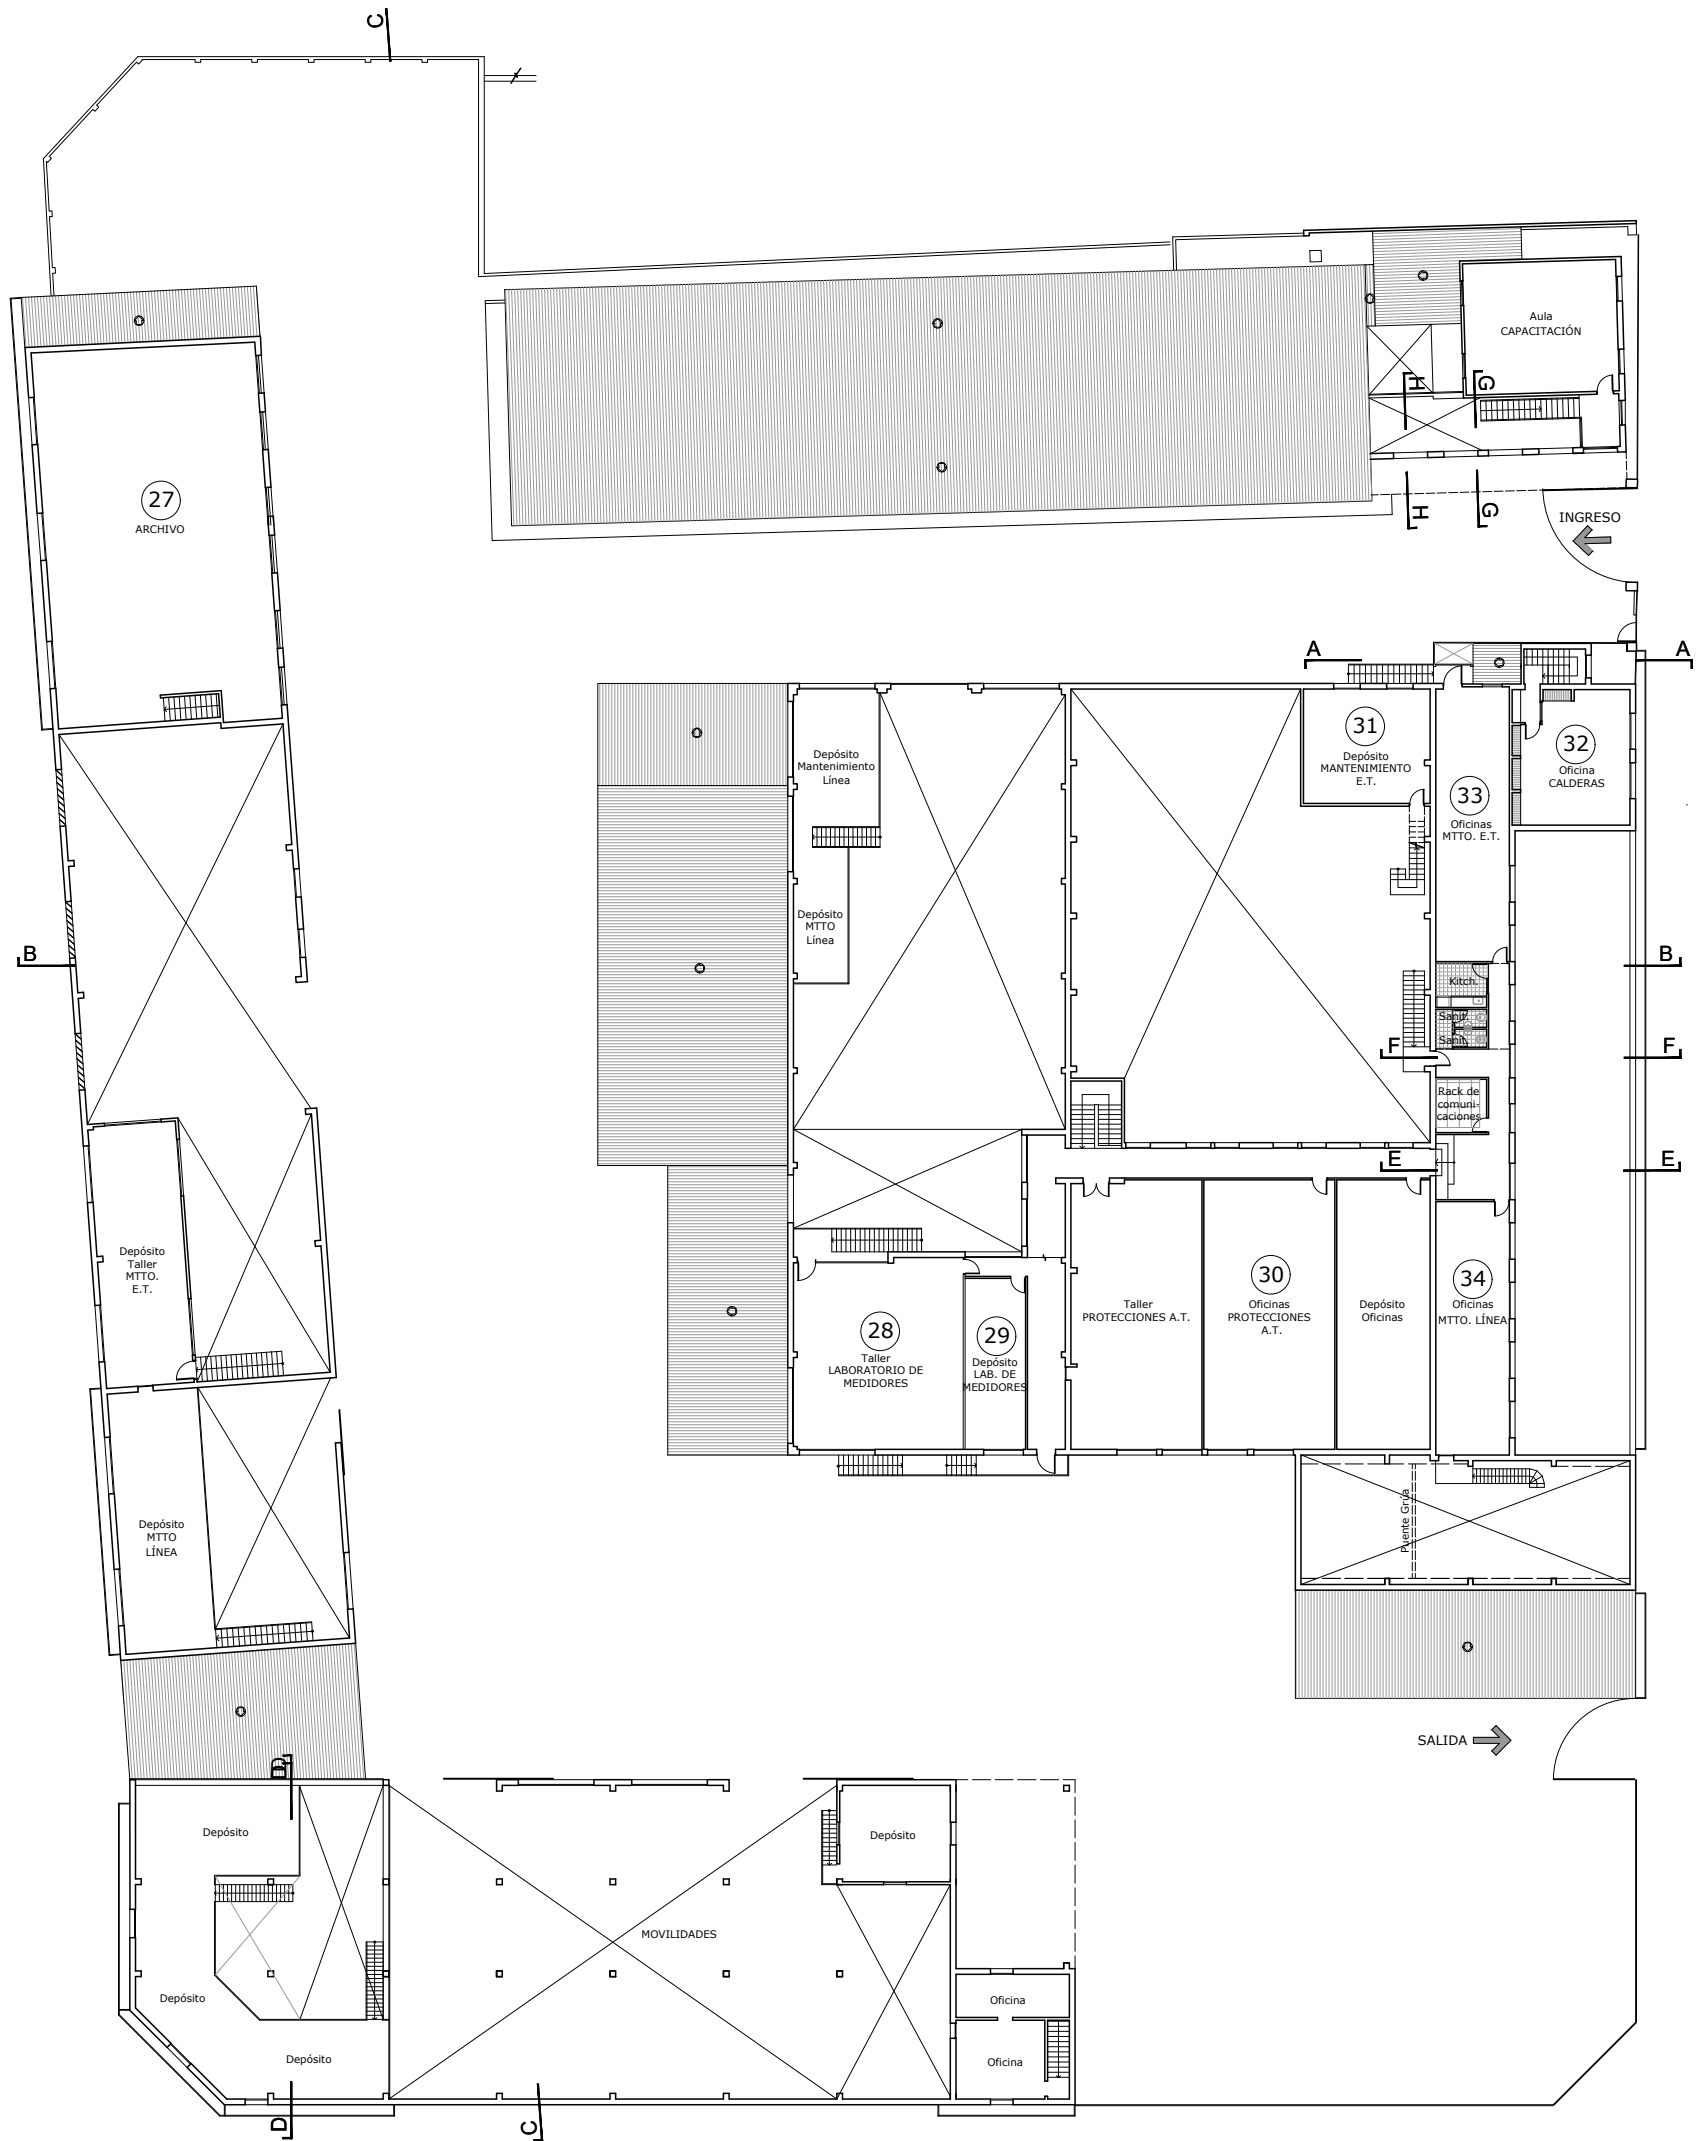 C
Aula
CAPACITACIÓN
H
G
H
G
INGRESO
27
ARCHIVO
A
A
31
Depósito
MANTENIMIENTO
E.T.
32
Oficina
CALDERAS
33
Oficinas
MTTO. E.T.
Depósito
Mantenimiento
Línea
Depósito
MTTO
Línea
B
B
Kitch.
Sanit.
Sanit.
F
F
Rack de
comuni-
caciones
E
E
Depósito
Taller
MTTO.
E.T.
28
Taller
LABORATORIO DE
MEDIDORES
29
Depósito
LAB. DE
MEDIDORES
Taller
PROTECCIONES A.T.
30
Oficinas
PROTECCIONES
A.T.
Depósito
Oficinas
34
Oficinas
MTTO. LÍNEA
Depósito
MTTO
LÍNEA
Puente Grúa
SALIDA
D
Depósito
Depósito
MOVILIDADES
Depósito
Oficina
Depósito
Oficina
D
C